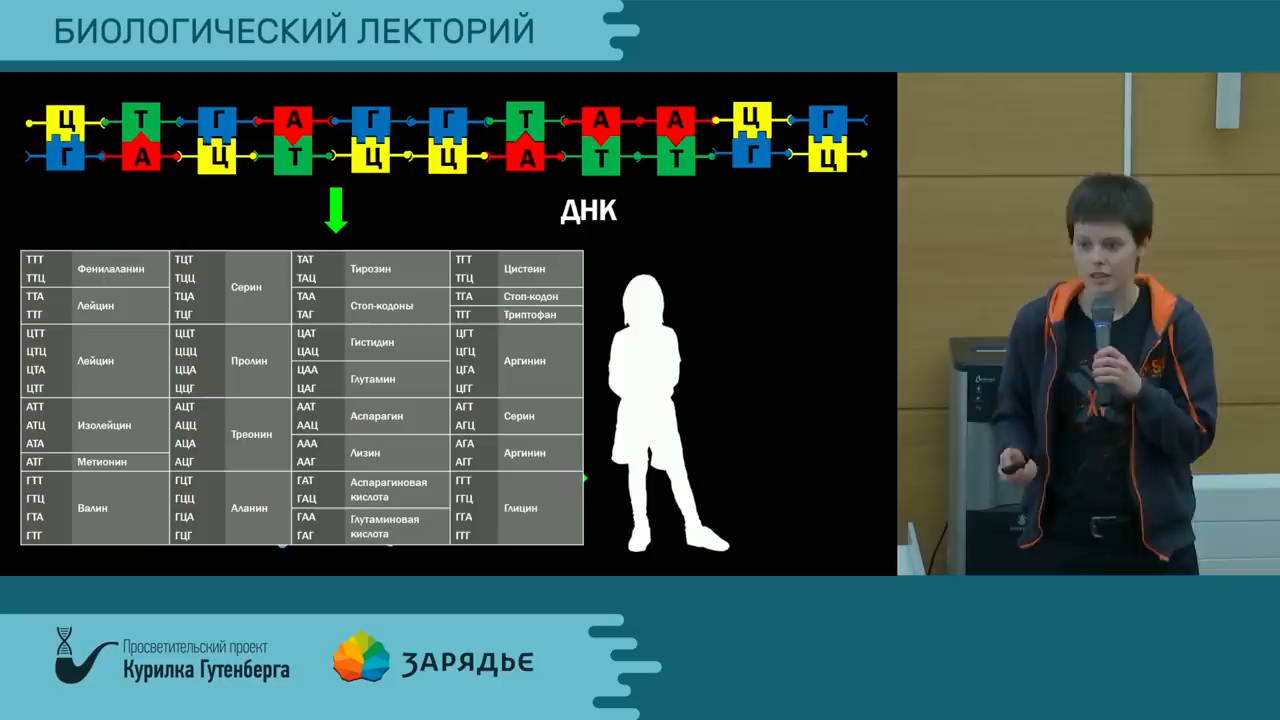 БИОЛОГИЧЕСКИЙ ЛЕКТОРИЙ
Ц Т Г А Г Г Т А А Ц Г
Г А Ц Т Ц Ц А Т Т Г Ц
ДНК
ТТТ
ТТЦ
Фенилаланин
ТТА
ТТГ
Лейцин
ЦТТ
ЦТЦ
ЦТА
ЦТГ
Лейцин
АТТ
АТЦ
АТА
Изолейцин
АТГ
Метионин
ГТТ
ГТЦ
ГТА
ГТГ
Валин
ТЦТ
ТЦЦ
ТЦА
ТЦГ
Серин
ЦЦТ
ЦЦЦ
ЦЦА
ЦЦГ
Пролин
АЦТ
АЦЦ
АЦА
АЦГ
Треонин
ГЦТ
ГЦЦ
ГЦА
ГЦГ
Аланин
ТАТ
ТАЦ
Тирозин
ТАА
ТАГ
Стоп-кодоны
ЦАТ
ЦАЦ
Гистидин
ЦАА
ЦАГ
Глутамин
ААТ
ААЦ
Аспарагин
ААА
ААГ
Лизин
ГАТ
ГАЦ
Аспарагиновая
кислота
ГАА
ГАГ
Глутаминовая
кислота
ТГТ
ТГЦ
Цистеин
ТГА
Стоп-кодон
ТГГ
Триптофан
ЦГТ
ЦГЦ
ЦГА
ЦГГ
Аргинин
АГТ
АГЦ
Серин
АГА
АГГ
Аргинин
ГГТ
ГГЦ
ГГА
ГГГ
Глицин
Просветительский проект
Курилка Гутенберга
ЗАРЯДЬЕ